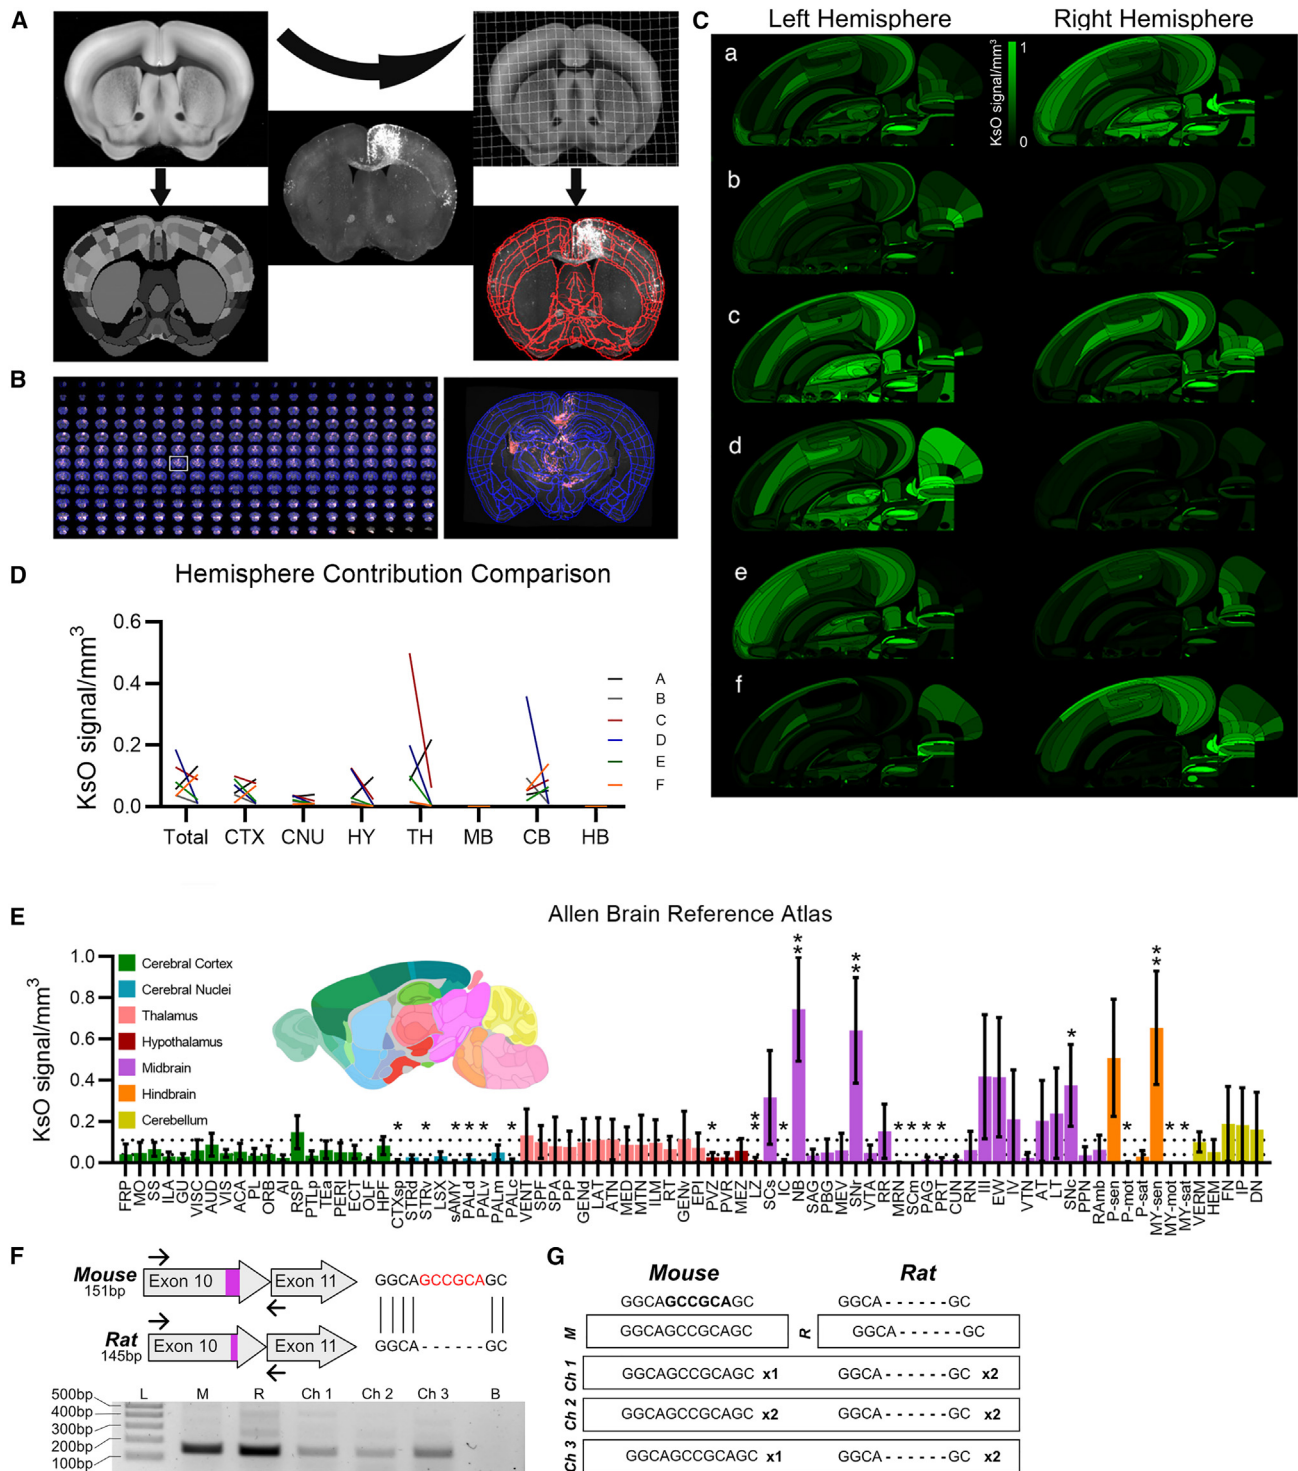 A
B
C
Left Hemisphere
Right Hemisphere
a
KsO signal/mm³
1
0
b
c
d
e
f
D
Hemisphere Contribution Comparison
KsO signal/mm³
0.6
0.4
0.2
0.0
A
B
C
D
E
F
Total CTX CNU HY TH MB CB HB
E
Allen Brain Reference Atlas
KsO signal/mm³
1.0
0.8
0.6
0.4
0.2
0.0
Cerebral Cortex
Cerebral Nuclei
Thalamus
Hypothalamus
Midbrain
Hindbrain
Cerebellum
* * * * * * ** * ** ** * * * * * * ** * *
FRP MO SS ILA GU VISC AUD VIS ACA PL ORB AI RSP PTLp TEa PERI ECT OLF HPF CTXsp STRd STRv LSX sAMY PALd PALv PALm PALc VENT SPF SPA PP GENd LAT ATN MED MTN ILM RT GENv EPI PVZ PVR MEZ LZ IC SCs NB SAG PBG MEV SNr VTA RR MRN SCm PAG PRT CUN RN III EW IV VTN AT LT SNc PPN RAmb P-sen P-mot P-sat MY-sen MY-mot MY-sat VERM HEM FN IP DN
F
Mouse
151bp
Exon 10
Exon 11
GGCAGCCGCAGC
Rat
145bp
Exon 10
Exon 11
GGCA- - - - - -GC
L M R Ch 1 Ch 2 Ch 3 B
500bp
400bp
300bp
200bp
100bp
G
Mouse
Rat
GGCAGCCGCAGC
GGCA- - - - - -GC
M
GGCAGCCGCAGC
R
GGCA- - - - - -GC
Ch 1
GGCAGCCGCAGC x1
GGCA- - - - - -GC x2
Ch 2
GGCAGCCGCAGC x2
GGCA- - - - - -GC x2
Ch 3
GGCAGCCGCAGC x1
GGCA- - - - - -GC x2